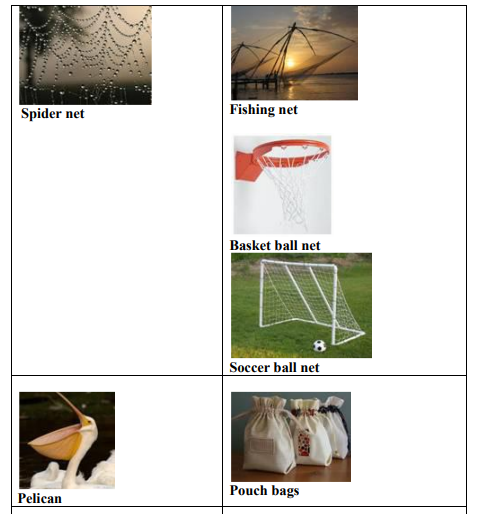 Spider net
Fishing net
Basket ball net
Soccer ball net
Pelican
Pouch bags